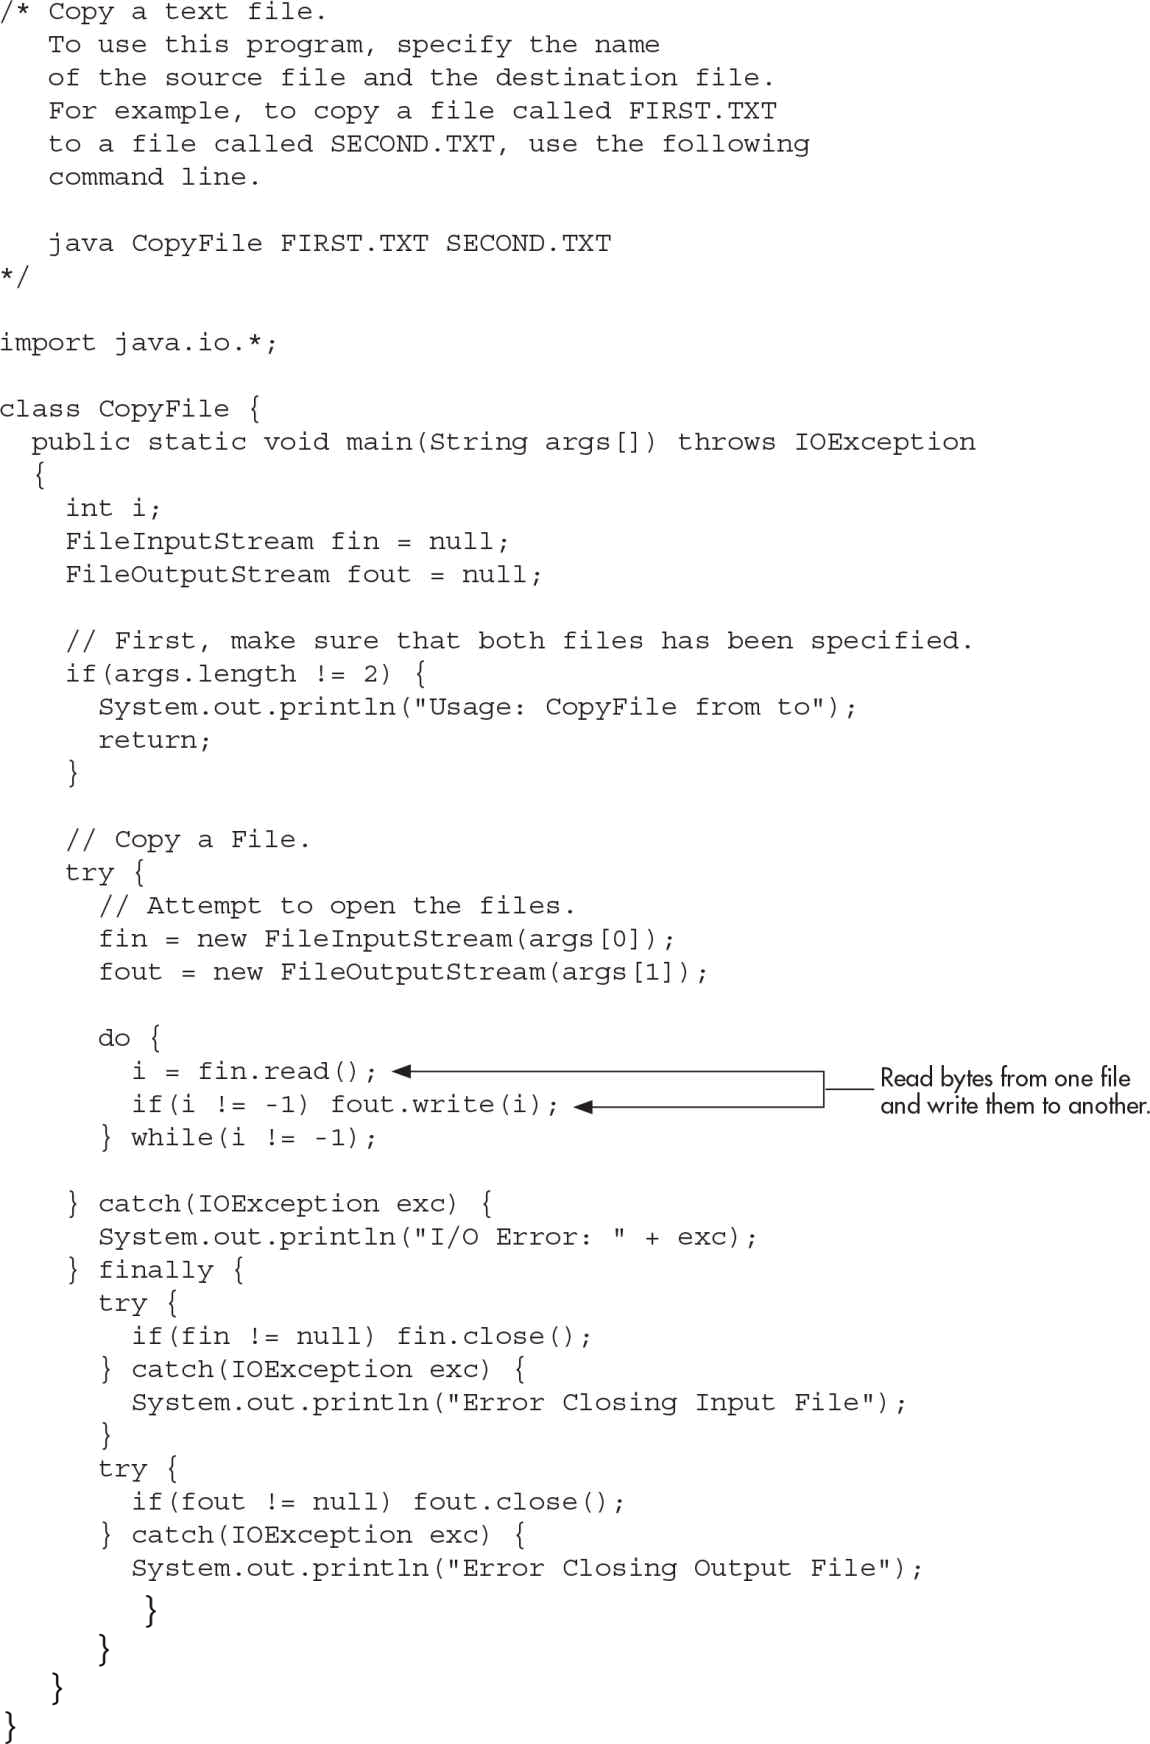 /* Copy a text file.
   To use this program, specify the name
   of the source file and the destination file.
   For example, to copy a file called FIRST.TXT
   to a file called SECOND.TXT, use the following
   command line.

   java CopyFile FIRST.TXT SECOND.TXT
*/

import java.io.*;

class CopyFile {
  public static void main(String args[]) throws IOException
  {
    int i;
    FileInputStream fin = null;
    FileOutputStream fout = null;

    // First, make sure that both files has been specified.
    if(args.length != 2) {
      System.out.println("Usage: CopyFile from to");
      return;
    }

    // Copy a File.
    try {
      // Attempt to open the files.
      fin = new FileInputStream(args[0]);
      fout = new FileOutputStream(args[1]);

      do {
        i = fin.read();
        if(i != -1) fout.write(i);
      } while(i != -1);
Read bytes from one file
and write them to another.

    } catch(IOException exc) {
      System.out.println("I/O Error: " + exc);
    } finally {
      try {
        if(fin != null) fin.close();
      } catch(IOException exc) {
        System.out.println("Error Closing Input File");
      }
      try {
        if(fout != null) fout.close();
      } catch(IOException exc) {
        System.out.println("Error Closing Output File");
      }
    }
  }
}